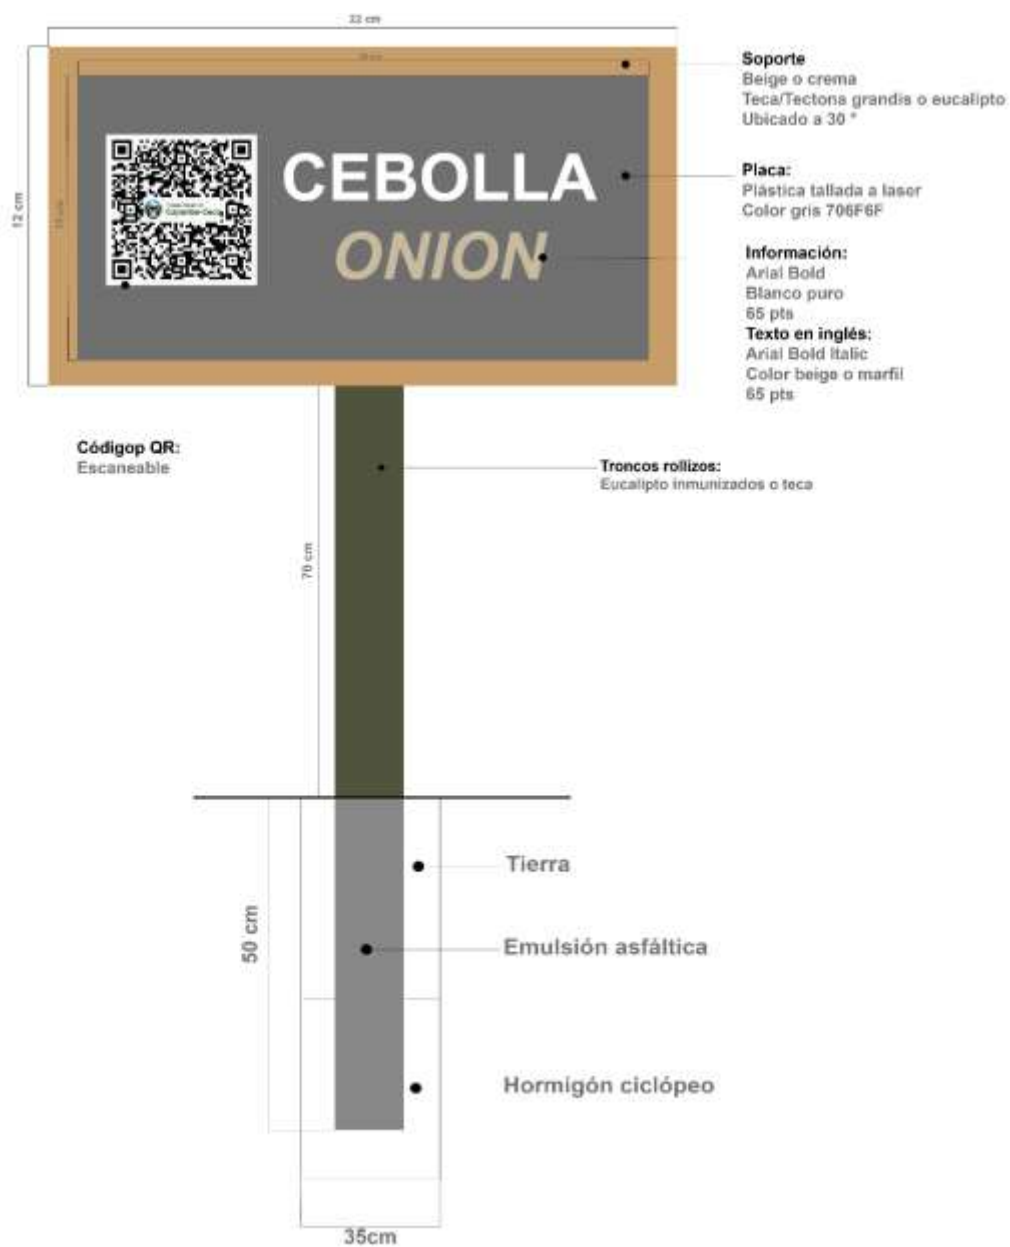 22 cm
Soporte
Beige o crema
Teca/Tectona grandis o eucalipto
Ubicado a 30 °
12 cm
CEBOLLA
ONION
Placa:
Plástica tallada a laser
Color gris 706F6F
Información:
Arial Bold
Blanco puro
65 pts
Texto en inglés:
Arial Bold Italic
Color beige o marfil
65 pts
Códigop QR:
Escaneable
Troncos rollizos:
Eucalipto inmunizados o teca
70 cm
Tierra
50 cm
Emulsión asfáltica
Hormigón ciclópeo
35cm